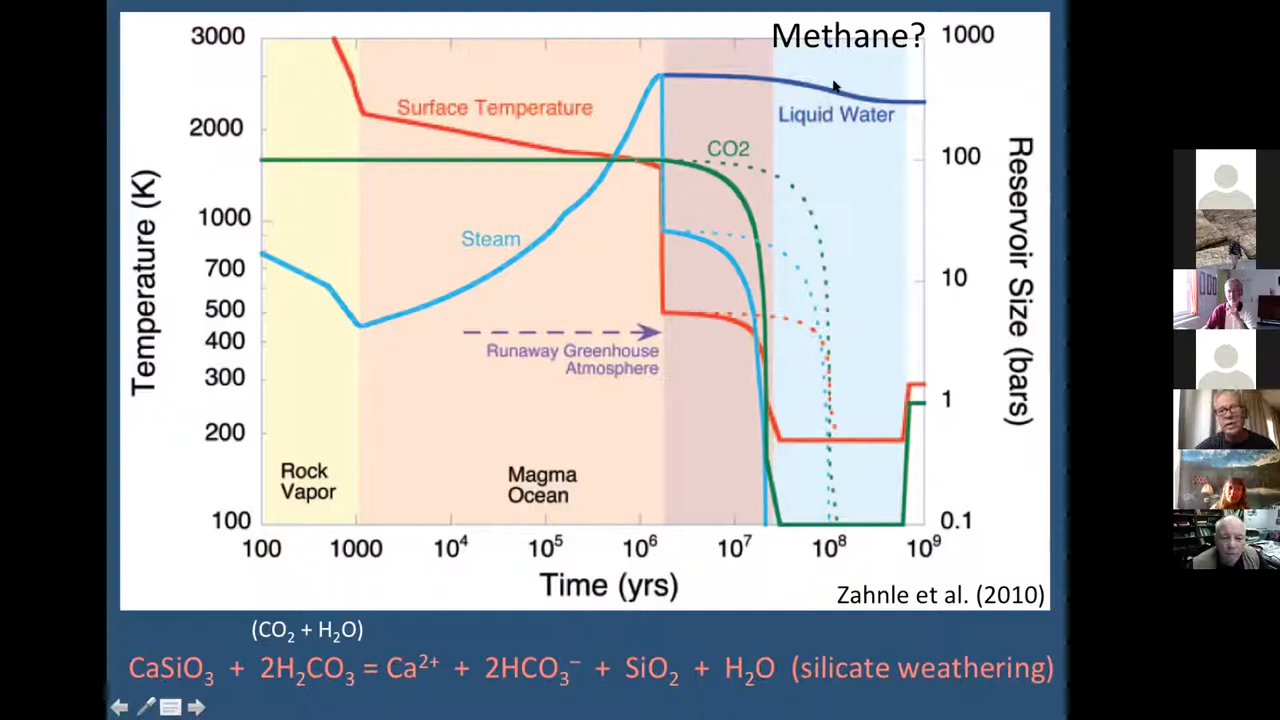 Methane?
3000
2000
1000
700
500
400
300
200
100
Temperature (K)
1000
100
10
1
0.1
Reservoir Size (bars)
Surface Temperature
Liquid Water
CO2
Steam
Runaway Greenhouse
Atmosphere
Rock
Vapor
Magma
Ocean
100
1000
10⁴
10⁵
10⁶
10⁷
10⁸
10⁹
Time (yrs)
Zahnle et al. (2010)
(CO₂ + H₂O)
CaSiO₃ + 2H₂CO₃ = Ca²⁺ + 2HCO₃⁻ + SiO₂ + H₂O (silicate weathering)